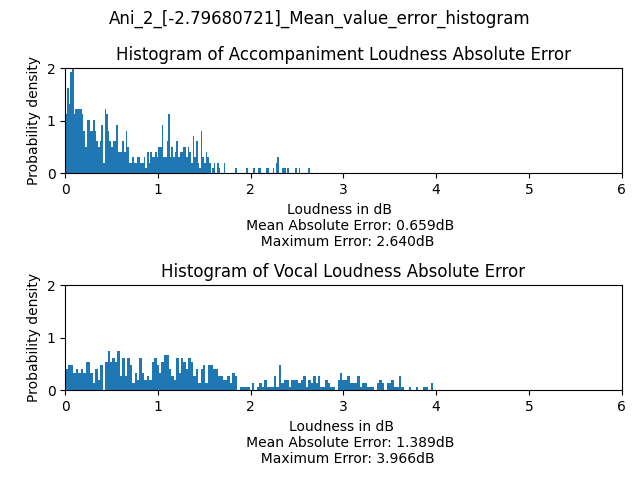 Ani_2_[-2.79680721]_Mean_value_error_histogram
Histogram of Accompaniment Loudness Absolute Error
Probability density
2
1
0
0 1 2 3 4 5 6
Loudness in dB
Mean Absolute Error: 0.659dB
Maximum Error: 2.640dB
Histogram of Vocal Loudness Absolute Error
Probability density
2
1
0
0 1 2 3 4 5 6
Loudness in dB
Mean Absolute Error: 1.389dB
Maximum Error: 3.966dB